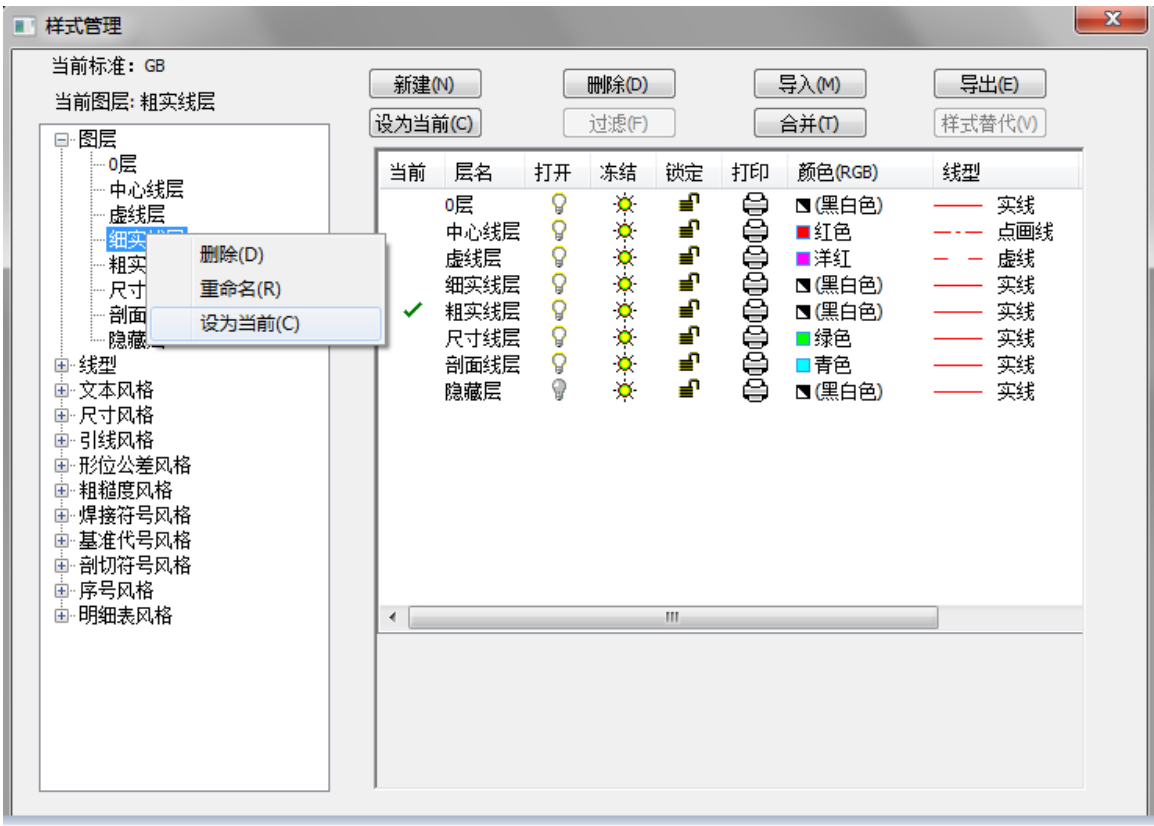 样式管理
当前标准：GB
当前图层: 粗实线层
新建(N) 删除(D) 导入(M) 导出(E)
设为当前(C) 过滤(F) 合并(T) 样式替代(V)
图层
0层
中心线层
虚线层
细实
粗实
尺寸
剖面
隐藏
线型
文本风格
尺寸风格
引线风格
形位公差风格
粗糙度风格
焊接符号风格
基准代号风格
剖切符号风格
序号风格
明细表风格
删除(D)
重命名(R)
设为当前(C)
当前 层名 打开 冻结 锁定 打印 颜色(RGB) 线型
0层 (黑白色) 实线
中心线层 红色 点画线
虚线层 洋红 虚线
细实线层 (黑白色) 实线
粗实线层 (黑白色) 实线
尺寸线层 绿色 实线
剖面线层 青色 实线
隐藏层 (黑白色) 实线